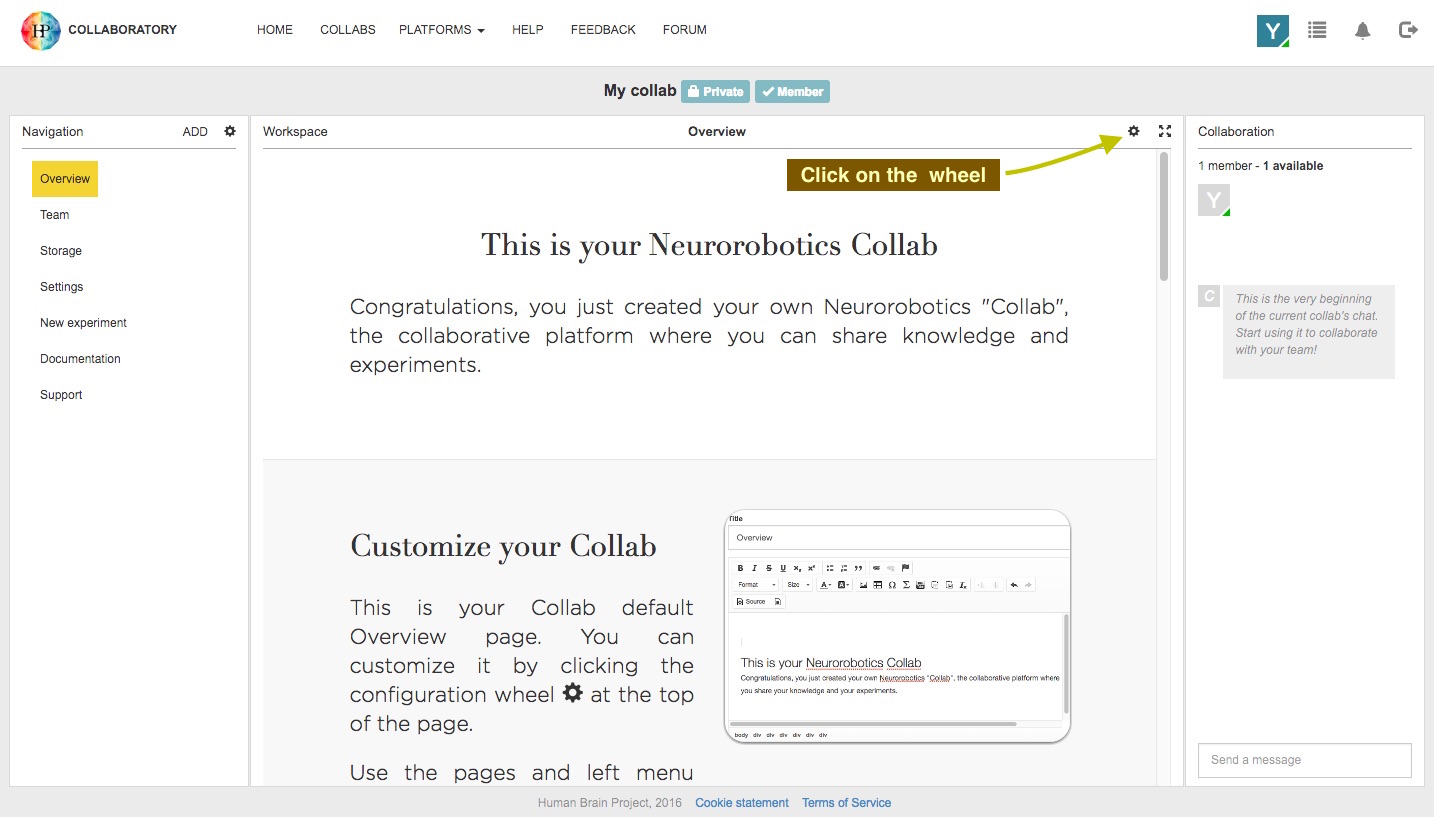 HP COLLABORATORY HOME COLLABS PLATFORMS HELP FEEDBACK FORUM Y
My collab Private Member
Navigation ADD
Overview
Team
Storage
Settings
New experiment
Documentation
Support
Workspace Overview
Click on the wheel
This is your Neurorobotics Collab
Congratulations, you just created your own Neurorobotics "Collab",
the collaborative platform where you can share knowledge and
experiments.
Customize your Collab
This is your Collab default
Overview page. You can
customize it by clicking the
configuration wheel at the top
of the page.
Use the pages and left menu
Title
Overview
B I S U x₂ x²
Format Size A A Ω Σ Ix
Source
This is your Neurorobotics Collab
Congratulations, you just created your own Neurorobotics "Collab", the collaborative platform where
you share your knowledge and your experiments.
body div div div div div div
Collaboration
1 member - 1 available
Y
C
This is the very beginning
of the current collab's chat.
Start using it to collaborate
with your team!
Send a message
Human Brain Project, 2016 Cookie statement Terms of Service